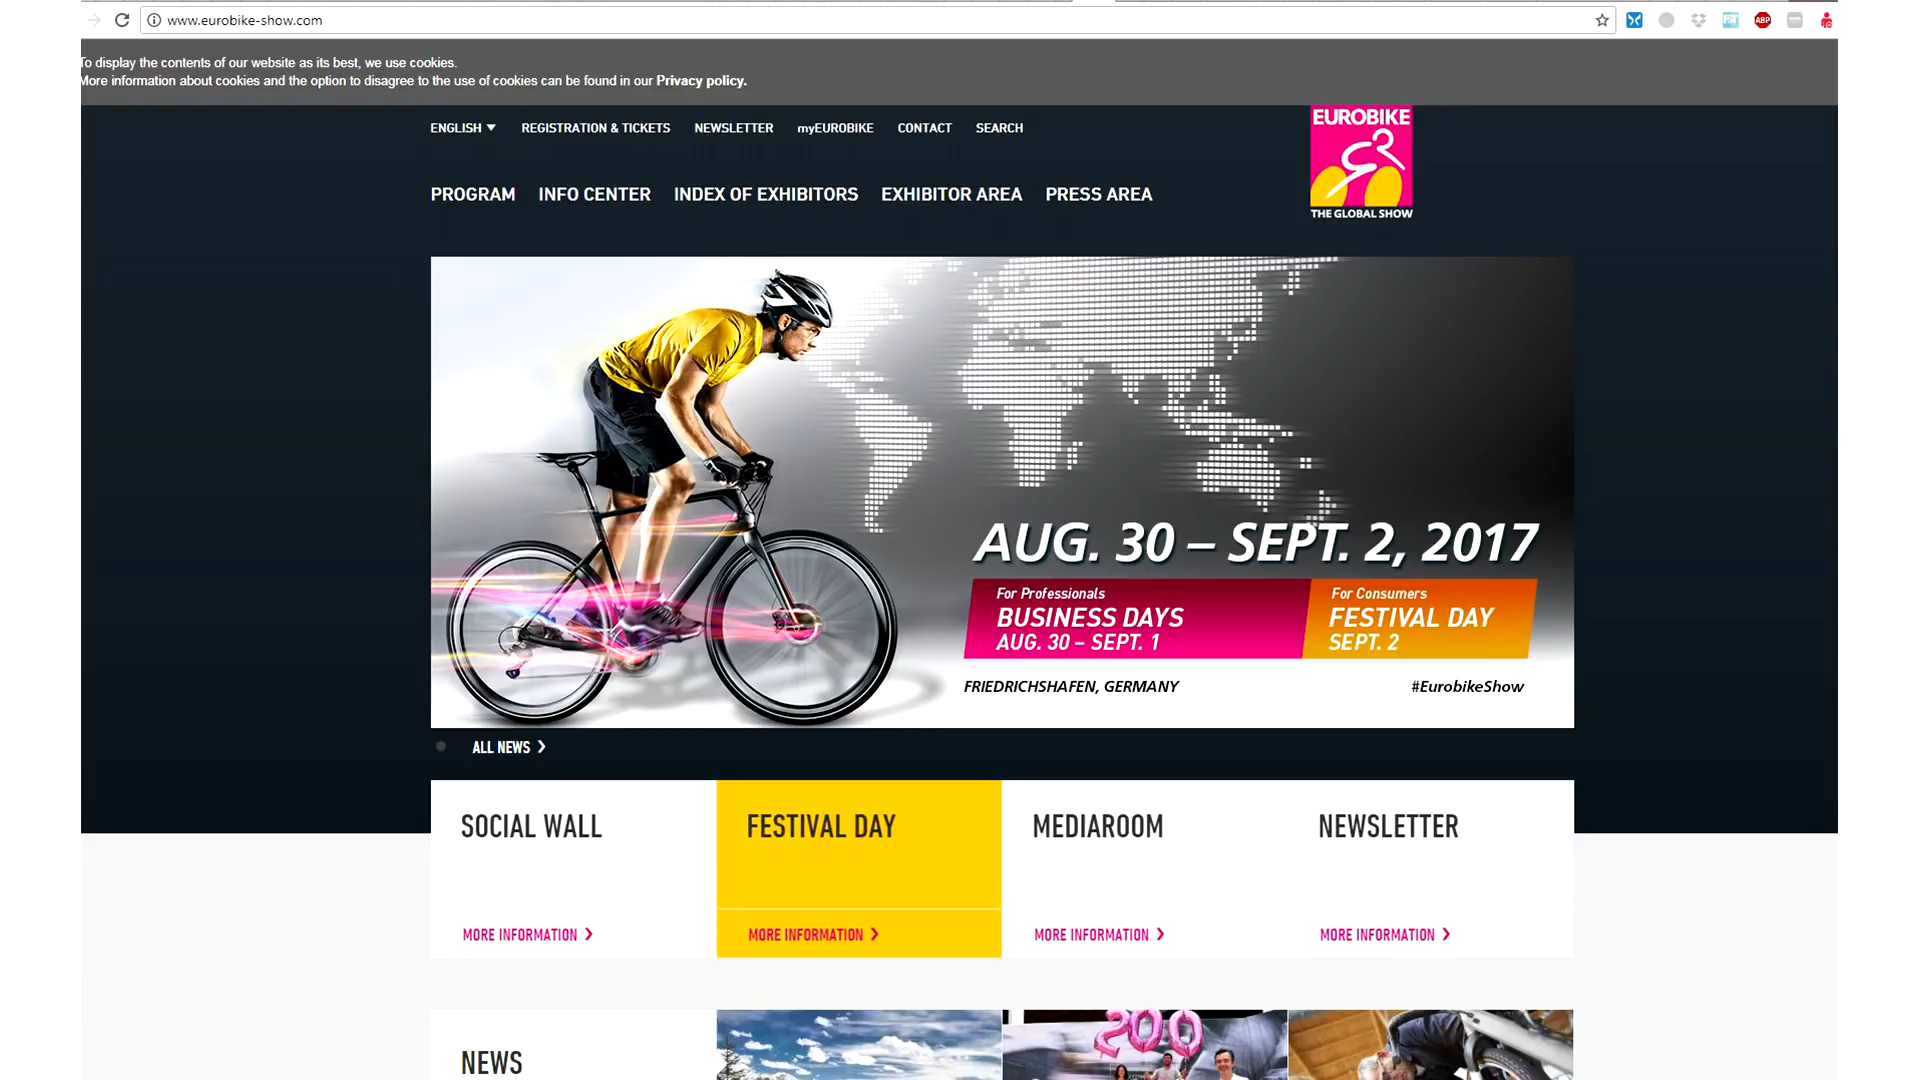 www.eurobike-show.com
To display the contents of our website as its best, we use cookies.
More information about cookies and the option to disagree to the use of cookies can be found in our Privacy policy.
ENGLISH REGISTRATION & TICKETS NEWSLETTER myEUROBIKE CONTACT SEARCH
EUROBIKE
THE GLOBAL SHOW
PROGRAM INFO CENTER INDEX OF EXHIBITORS EXHIBITOR AREA PRESS AREA
AUG. 30 – SEPT. 2, 2017
For Professionals
BUSINESS DAYS
AUG. 30 – SEPT. 1
For Consumers
FESTIVAL DAY
SEPT. 2
FRIEDRICHSHAFEN, GERMANY
#EurobikeShow
ALL NEWS
SOCIAL WALL
MORE INFORMATION
FESTIVAL DAY
MORE INFORMATION
MEDIAROOM
MORE INFORMATION
NEWSLETTER
MORE INFORMATION
NEWS
200
ABP